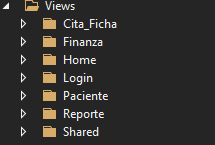 Views
Cita_Ficha
Finanza
Home
Login
Paciente
Reporte
Shared